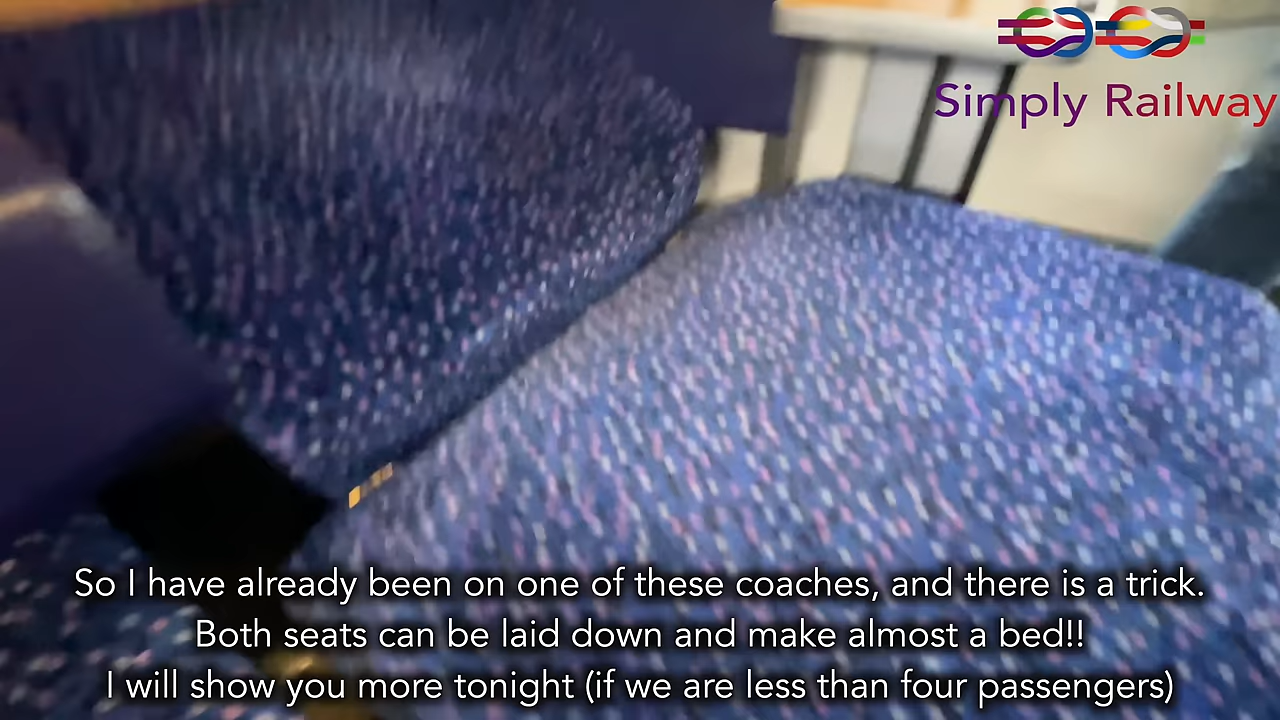 Simply Railway
So I have already been on one of these coaches, and there is a trick.
Both seats can be laid down and make almost a bed!!
I will show you more tonight (if we are less than four passengers)